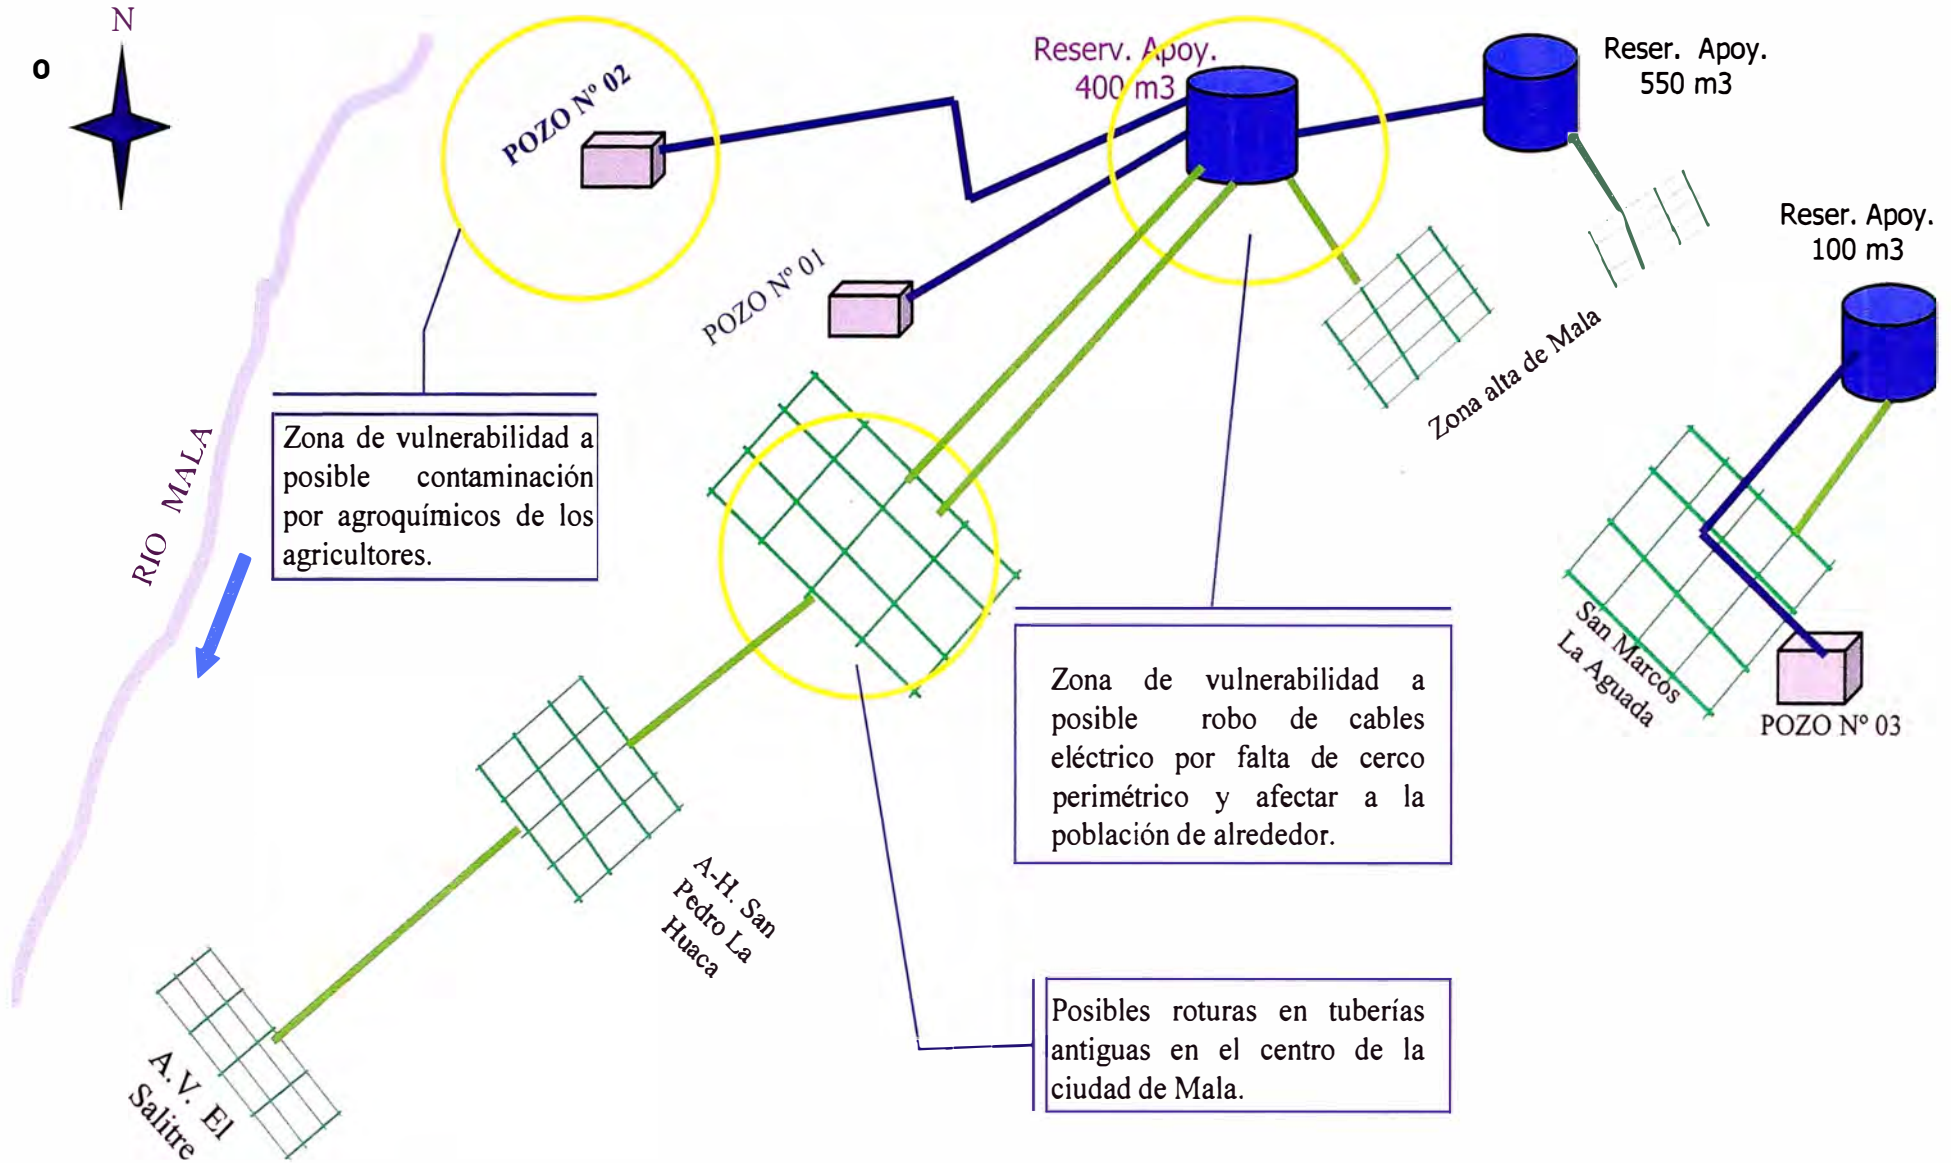 N
o
POZO Nº 02
Reserv. Apoy.
400 m3
Reser. Apoy.
550 m3
Reser. Apoy.
100 m3
POZO Nº 01
Zona alta de Mala
RIO MALA
Zona de vulnerabilidad a
posible contaminación
por agroquímicos de los
agricultores.
San Marcos
La Aguada
POZO Nº 03
Zona de vulnerabilidad a
posible robo de cables
eléctrico por falta de cerco
perimétrico y afectar a la
población de alrededor.
A-H. San
Pedro La
Huaca
Posibles roturas en tuberías
antiguas en el centro de la
ciudad de Mala.
A.V. El
Salitre